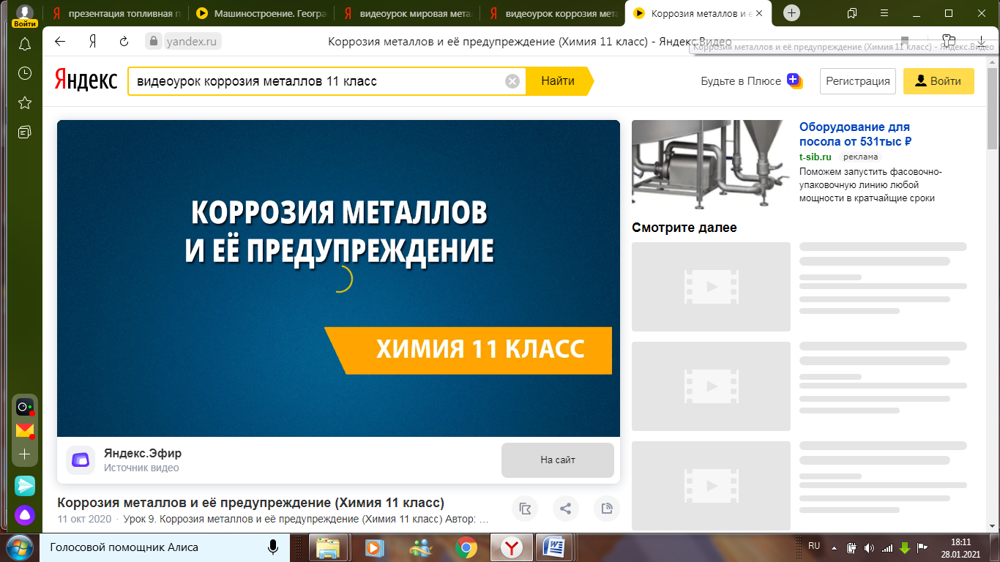 презентация топливная п
Машиностроение. Геогра
видеоурок мировая мета
видеоурок коррозия мета
Коррозия металлов и е
Войти
Я
yandex.ru
Коррозия металлов и её предупреждение (Химия 11 класс) - Яндекс.Видео
Коррозия металлов и её предупреждение (Химия 11 класс) - Яндекс.Видео
Яндекс
видеоурок коррозия металлов 11 класс
Найти
Будьте в Плюсе
Регистрация
Войти
КОРРОЗИЯ МЕТАЛЛОВ
И ЕЁ ПРЕДУПРЕЖДЕНИЕ
ХИМИЯ 11 КЛАСС
Яндекс.Эфир
Источник видео
На сайт
Коррозия металлов и её предупреждение (Химия 11 класс)
11 окт 2020 · Урок 9. Коррозия металлов и её предупреждение (Химия 11 класс) Автор: …
Оборудование для
посола от 531тыс ₽
t-sib.ru реклама
Поможем запустить фасовочно-
упаковочную линию любой
мощности в кратчайщие сроки
Смотрите далее
Голосовой помощник Алиса
RU
18:11
28.01.2021